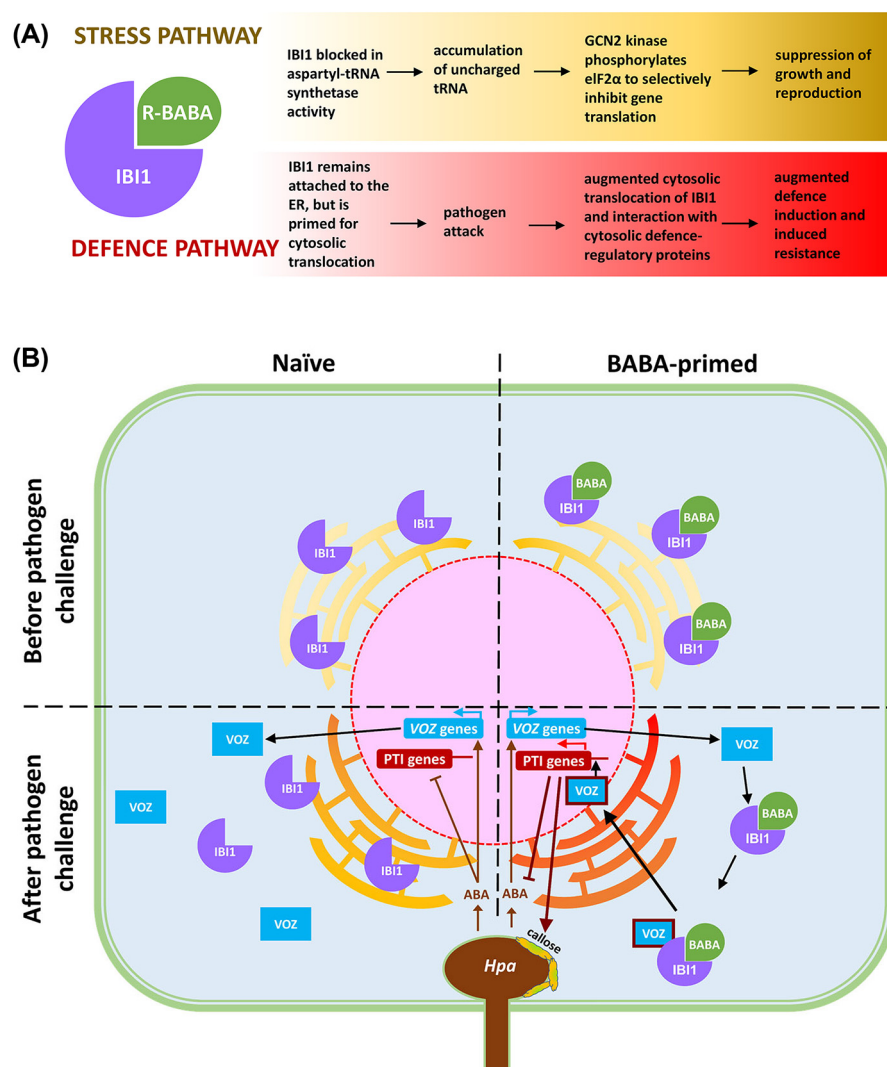 (A)
STRESS PATHWAY
R-BABA
IBI1
DEFENCE PATHWAY
IBI1 blocked in
aspartyl-tRNA
synthetase
activity
accumulation
of uncharged
tRNA
GCN2 kinase
phosphorylates
eIF2α to selectively
inhibit gene
translation
suppression of
growth and
reproduction
IBI1 remains
attached to the
ER, but is
primed for
cytosolic
translocation
pathogen
attack
augmented cytosolic
translocation of IBI1
and interaction with
cytosolic defence-
regulatory proteins
augmented
defence
induction and
induced
resistance
(B)
Naïve
BABA-primed
Before pathogen
challenge
IBI1
IBI1
IBI1
BABA
IBI1
BABA
IBI1
BABA
IBI1
After pathogen
challenge
VOZ
VOZ genes
VOZ genes
VOZ
PTI genes
PTI genes
VOZ
IBI1
VOZ
BABA
IBI1
IBI1
IBI1
ABA
ABA
VOZ
callose
VOZ
BABA
IBI1
Hpa